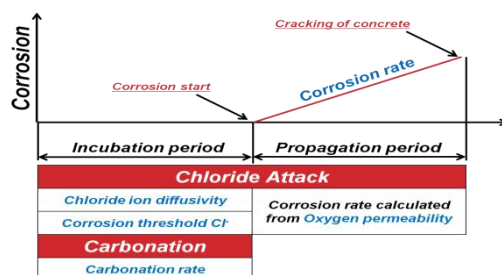 Cracking of concrete
Corrosion
Corrosion rate
Corrosion start
Incubation period
Propagation period
Chloride Attack
Chloride ion diffusivity
Corrosion threshold Cl-
Corrosion rate calculated
from Oxygen permeability
Carbonation
Carbonation rate